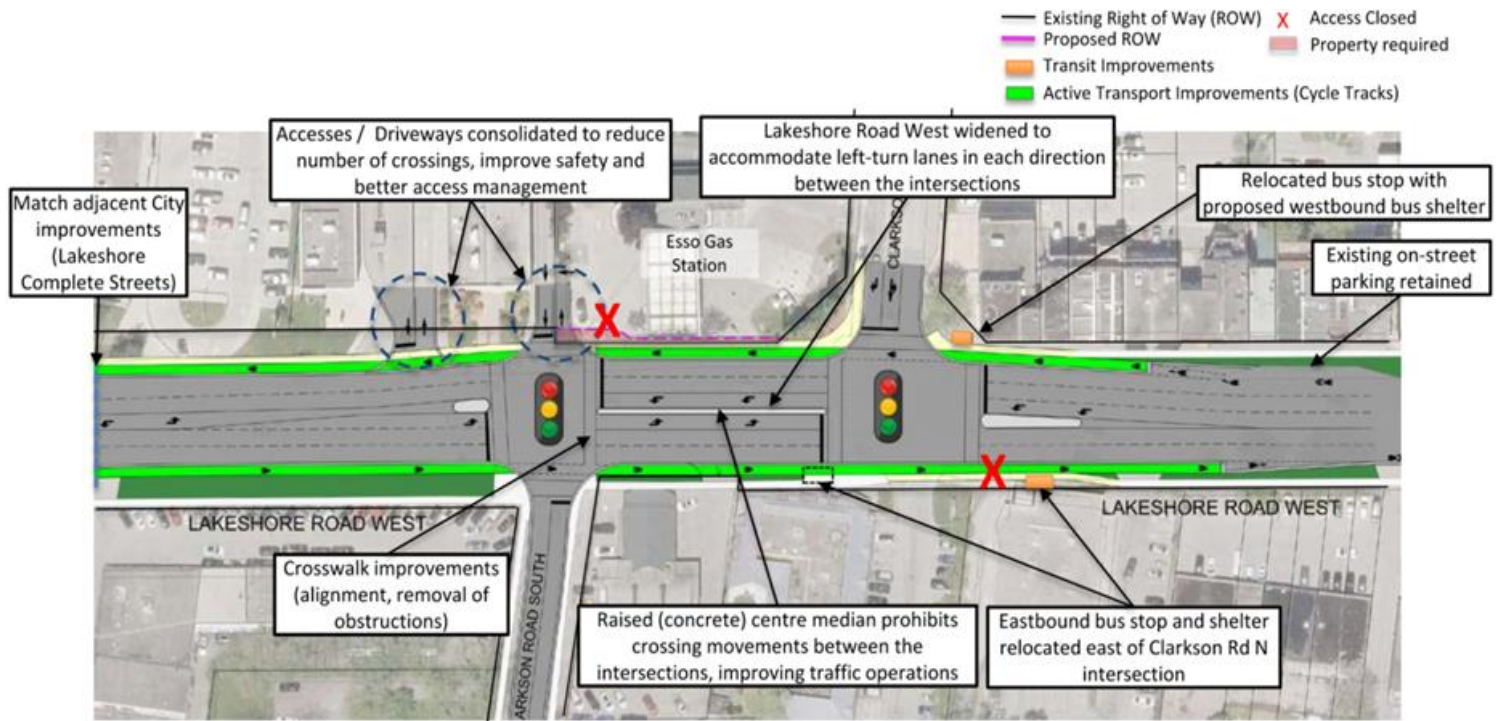 Existing Right of Way (ROW)
X Access Closed
Proposed ROW
Property required
Transit Improvements
Active Transport Improvements (Cycle Tracks)
Accesses / Driveways consolidated to reduce
number of crossings, improve safety and
better access management
Lakeshore Road West widened to
accommodate left-turn lanes in each direction
between the intersections
Relocated bus stop with
proposed westbound bus shelter
Match adjacent City
improvements
(Lakeshore
Complete Streets)
Esso Gas
Station
CLARKSO
Existing on-street
parking retained
X
X
LAKESHORE ROAD WEST
LAKESHORE ROAD WEST
Crosswalk improvements
(alignment, removal of
obstructions)
ARKSON ROAD SOUTH
Raised (concrete) centre median prohibits
crossing movements between the
intersections, improving traffic operations
Eastbound bus stop and shelter
relocated east of Clarkson Rd N
intersection